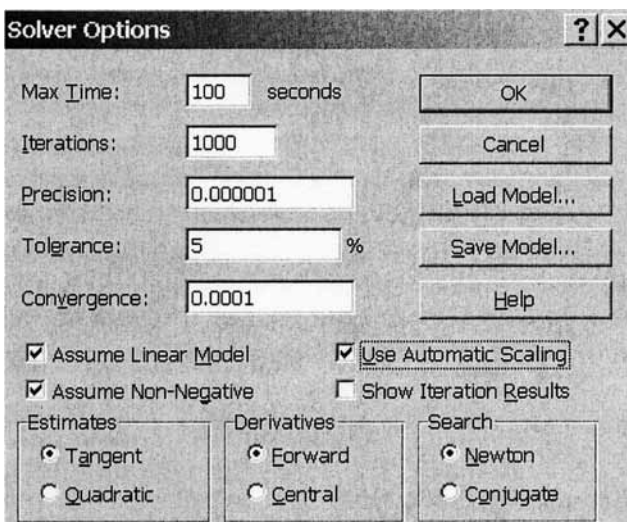 Solver Options
? X
Max Time: 100 seconds OK
Iterations: 1000 Cancel
Precision: 0.000001 Load Model...
Tolerance: 5 % Save Model...
Convergence: 0.0001 Help
Assume Linear Model Use Automatic Scaling
Assume Non-Negative Show Iteration Results
Estimates Derivatives Search
Tangent Forward Newton
Quadratic Central Conjugate